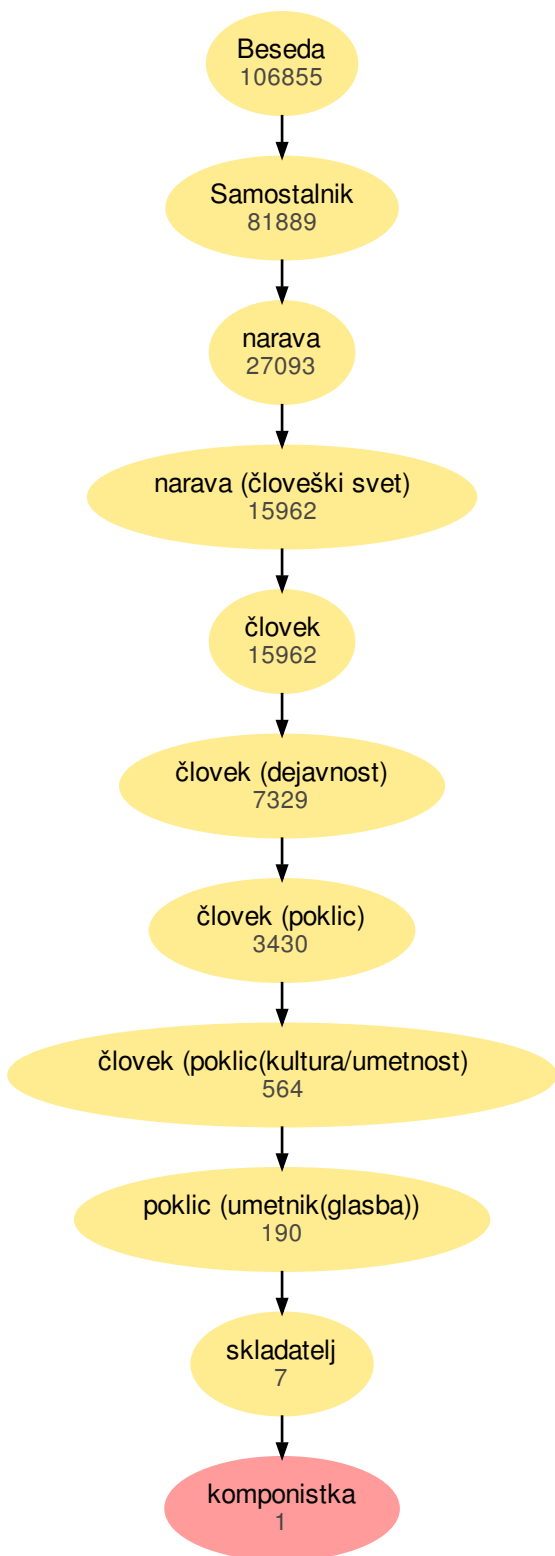 Beseda
106855
Samostalnik
81889
narava
27093
narava (človeški svet)
15962
človek
15962
človek (dejavnost)
7329
človek (poklic)
3430
človek (poklic(kultura/umetnost)
564
poklic (umetnik(glasba))
190
skladatelj
7
komponistka
1